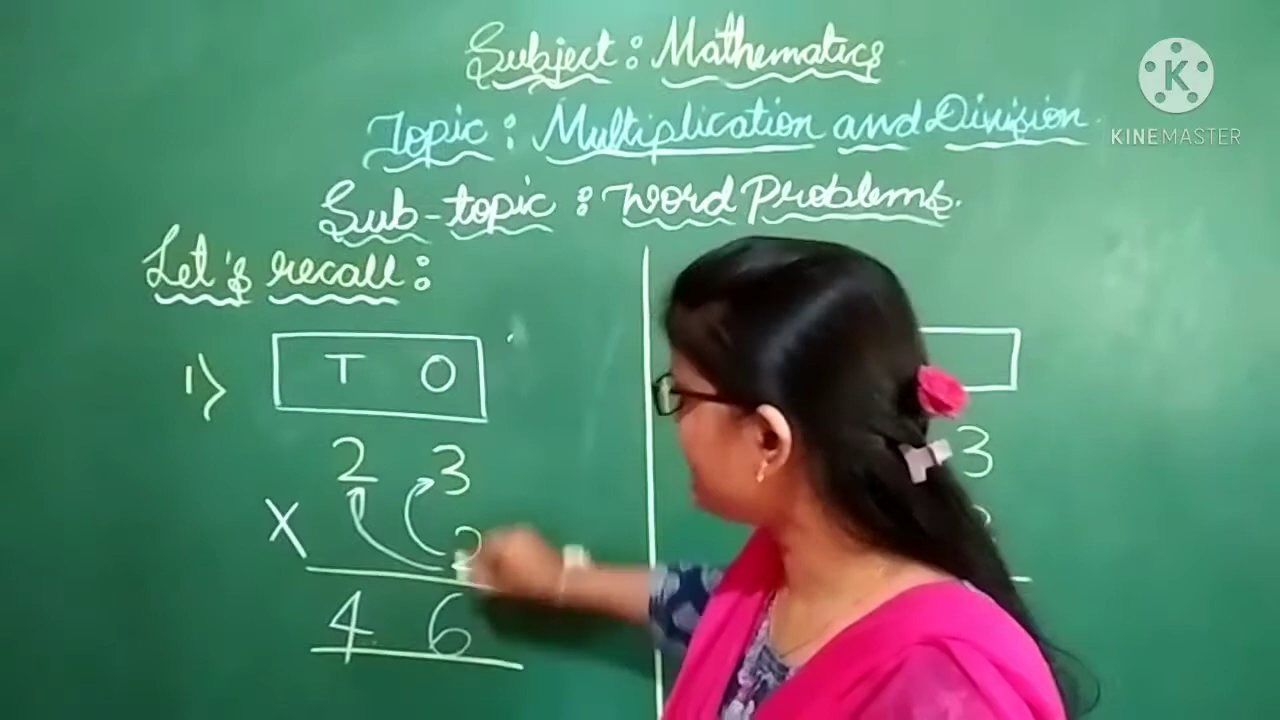 Subject : Mathematics
Topic : Multiplication and Division.
Sub-topic : Word Problems.
Let's recall :
1) T O
2 3
X 2
4 6
3
K
KINEMASTER